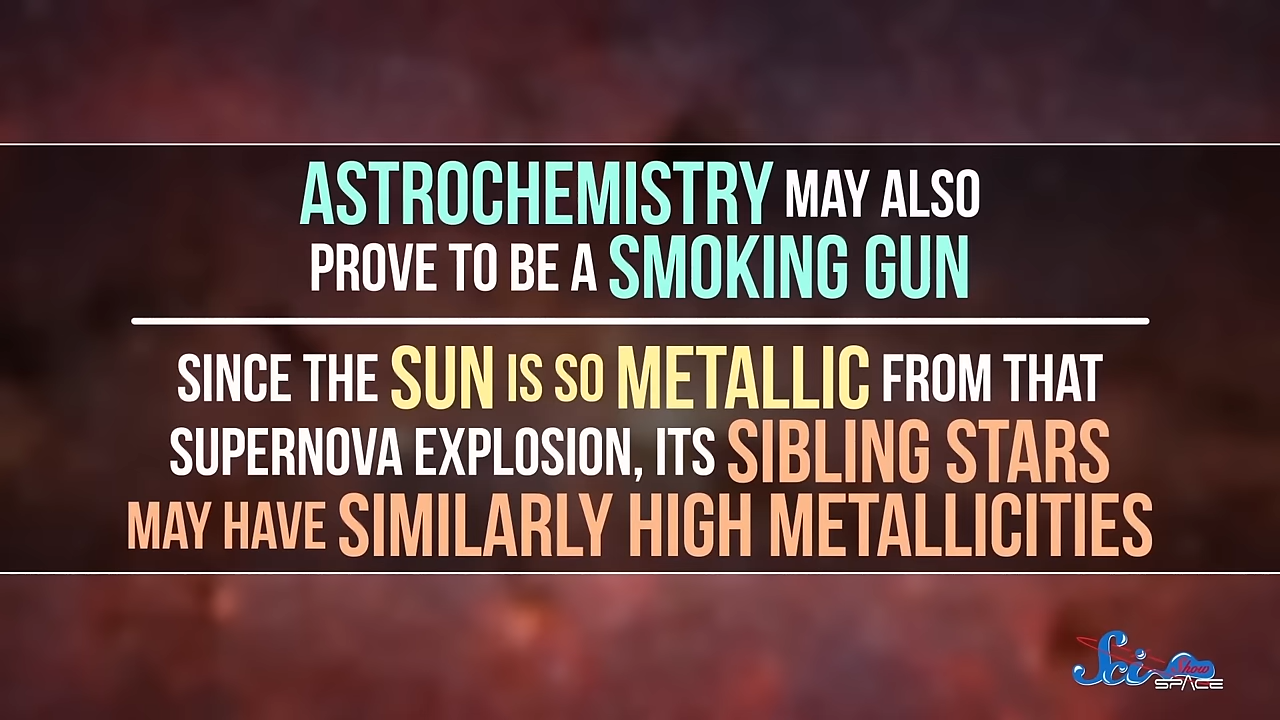 ASTROCHEMISTRY MAY ALSO
PROVE TO BE A SMOKING GUN
SINCE THE SUN IS SO METALLIC FROM THAT
SUPERNOVA EXPLOSION, ITS SIBLING STARS
MAY HAVE SIMILARLY HIGH METALLICITIES
Sci Show
SPACE